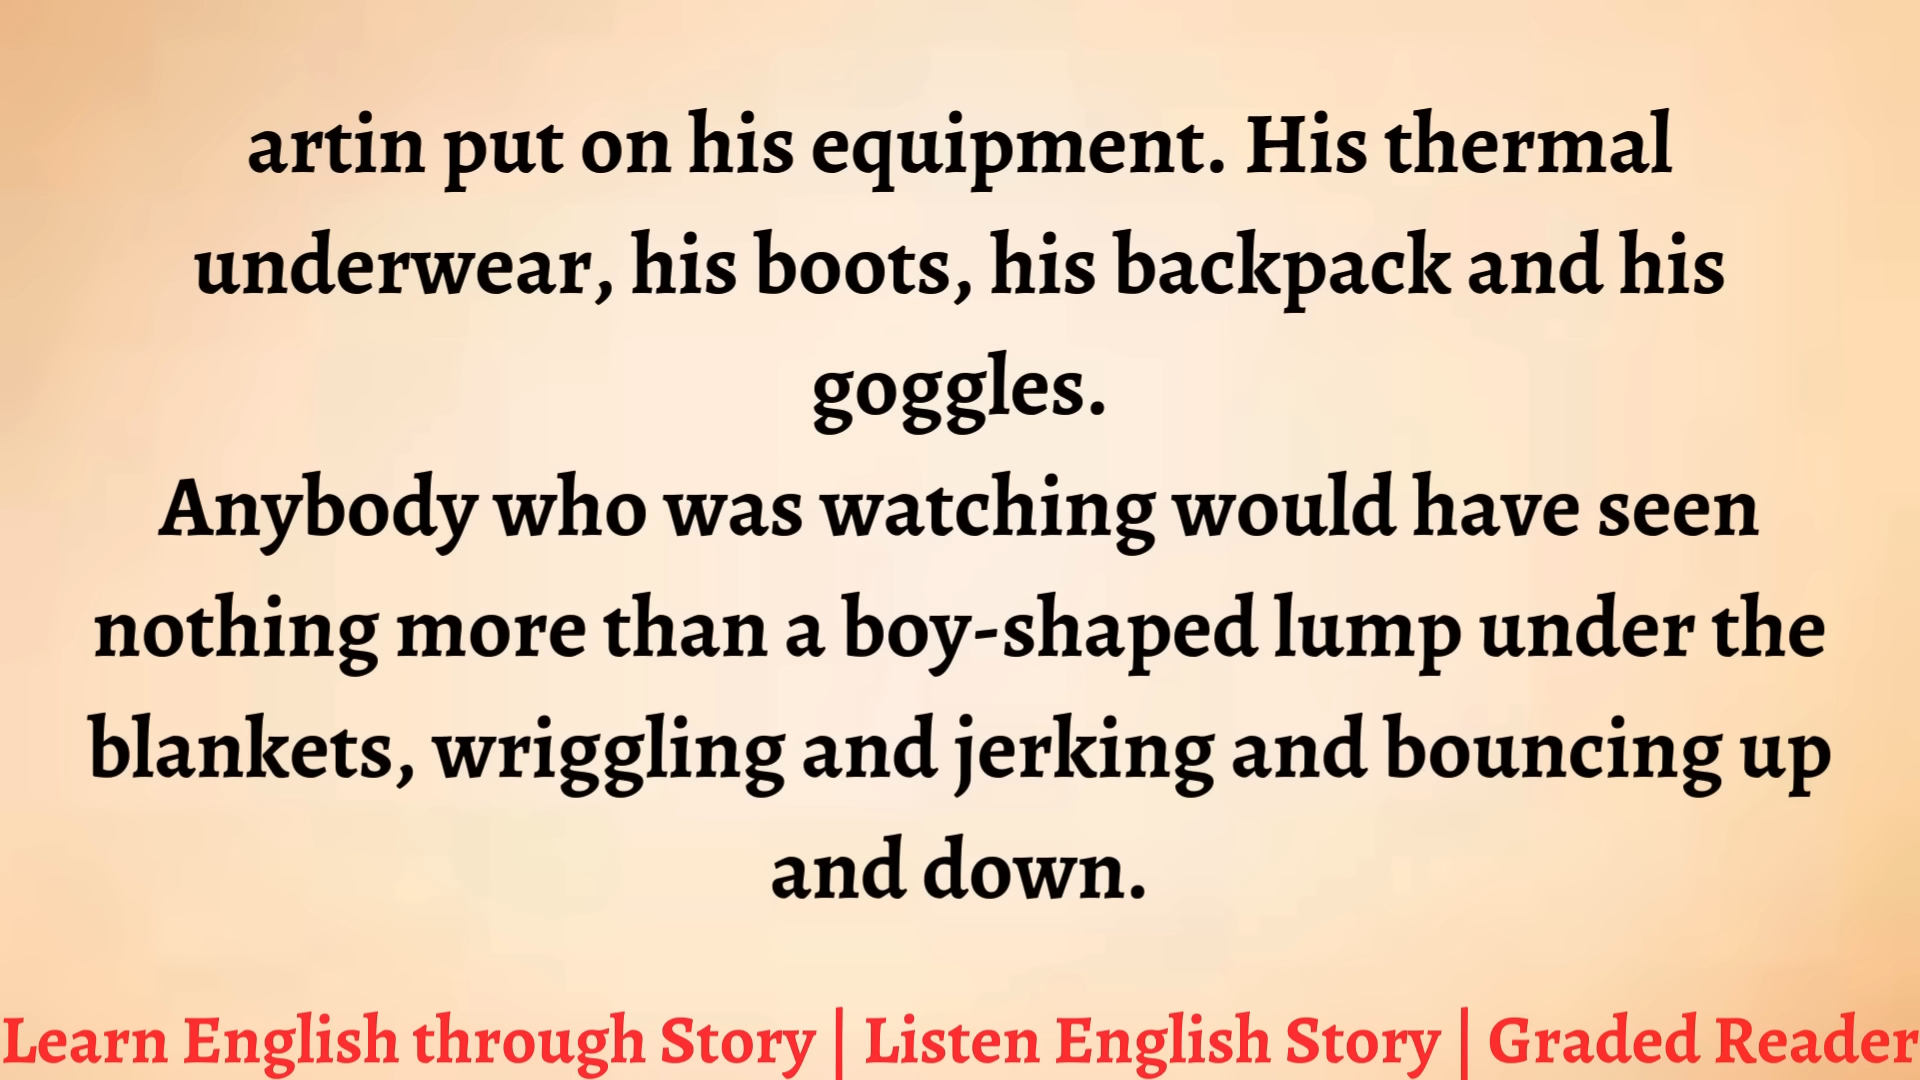 artin put on his equipment. His thermal
underwear, his boots, his backpack and his
goggles.
Anybody who was watching would have seen
nothing more than a boy-shaped lump under the
blankets, wriggling and jerking and bouncing up
and down.
Learn English through Story | Listen English Story | Graded Reader